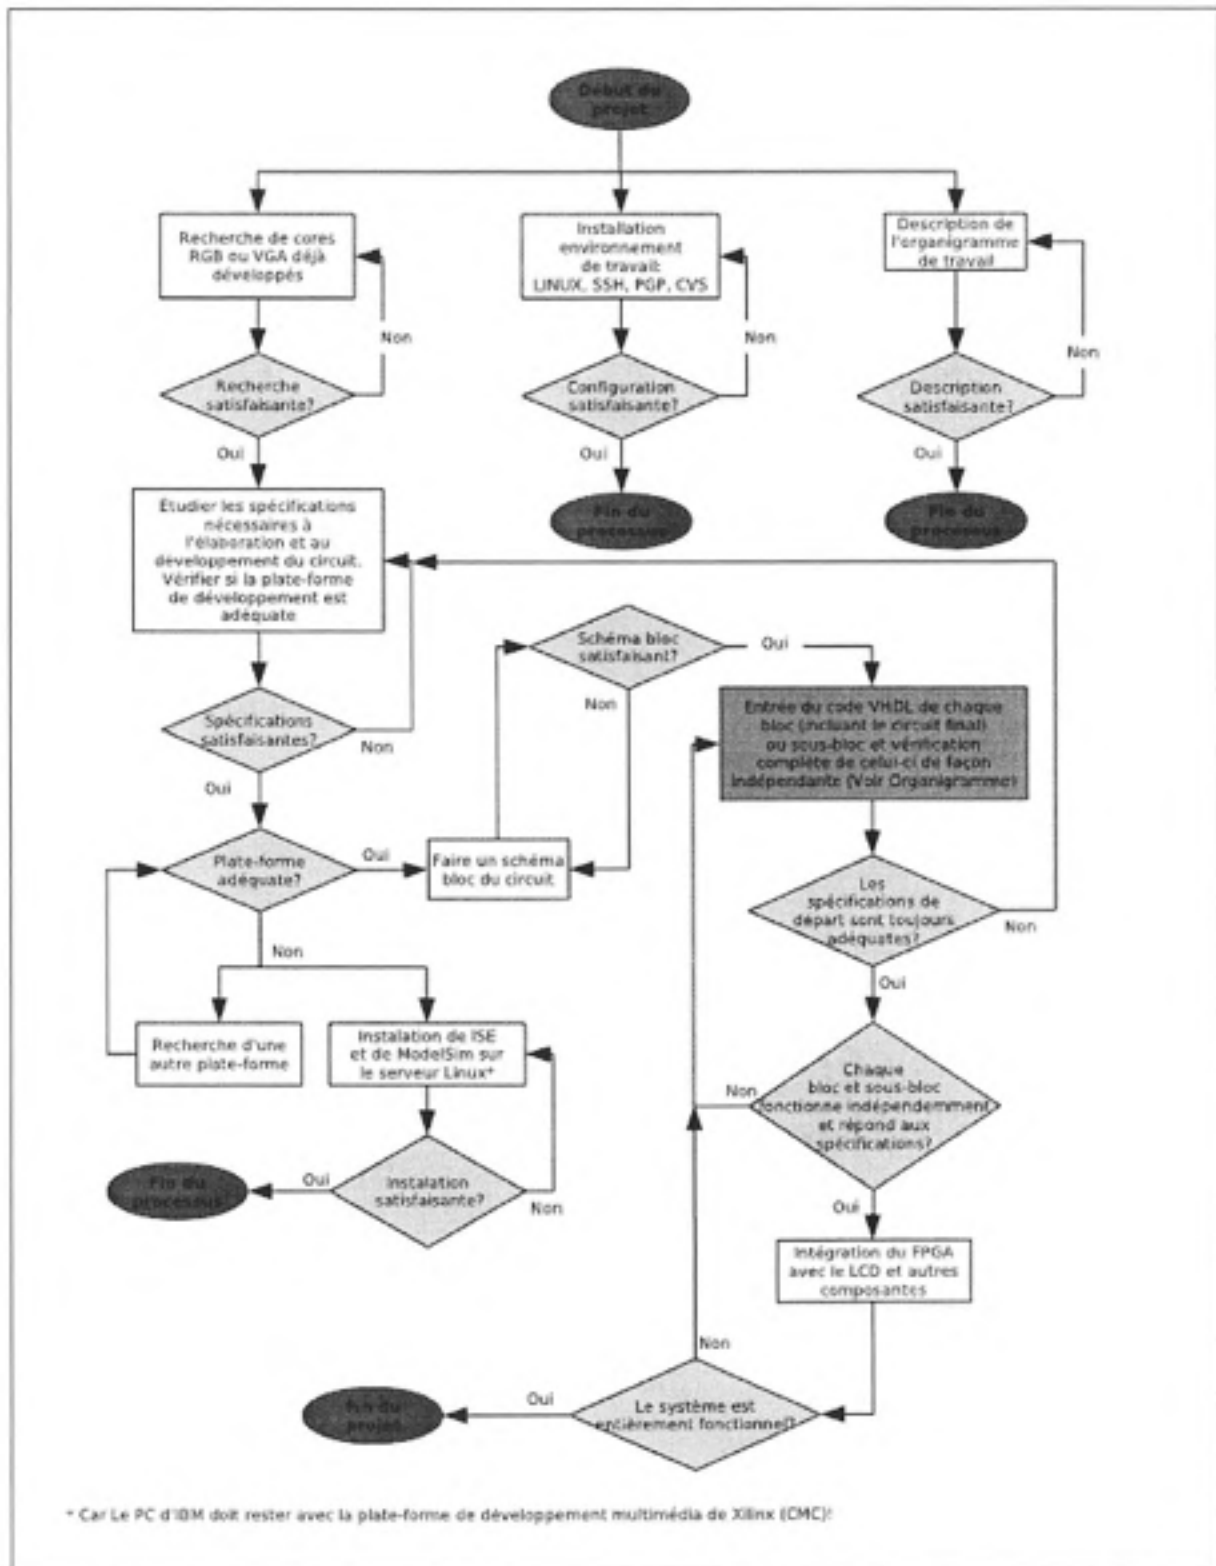 Début du
projet
Recherche de cores
RGB ou VGA déjà
développés
Installation
environnement
de travail:
LINUX, SSH, PGP, CVS
Description de
l'organigramme
de travail
Non
Non
Non
Recherche
satisfaisante?
Configuration
satisfaisante?
Description
satisfaisante?
Oui
Oui
Oui
Étudier les spécifications
nécessaires à
l'élaboration et au
développement du circuit.
Vérifier si la plate-forme
de développement est
adéquate
Fin du
processus
Fin du
processus
Schéma bloc
satisfaisant?
Oui
Non
Spécifications
satisfaisantes?
Non
Oui
Entrée du code VHDL de chaque
bloc (incluant le circuit final)
ou sous-bloc et vérification
complète de celui-ci de façon
indépendante (Voir Organigramme)
Plate-forme
adéquate?
Oui
Faire un schéma
bloc du circuit
Les
spécifications de
départ sont toujours
adéquates?
Non
Non
Oui
Recherche d'une
autre plate-forme
Instalation de ISE
et de ModelSim sur
le serveur Linux*
Chaque
bloc et sous-bloc
fonctionne indépendemment
et répond aux
spécifications?
Non
Fin du
processus
Oui
Instalation
satisfaisante?
Non
Oui
Intégration du FPGA
avec le LCD et autres
composantes
Non
Fin du
projet
Oui
Le système est
entièrement fonctionnel?
* Car Le PC d'IBM doit rester avec la plate-forme de développement multimédia de Xilinx (CMC)!